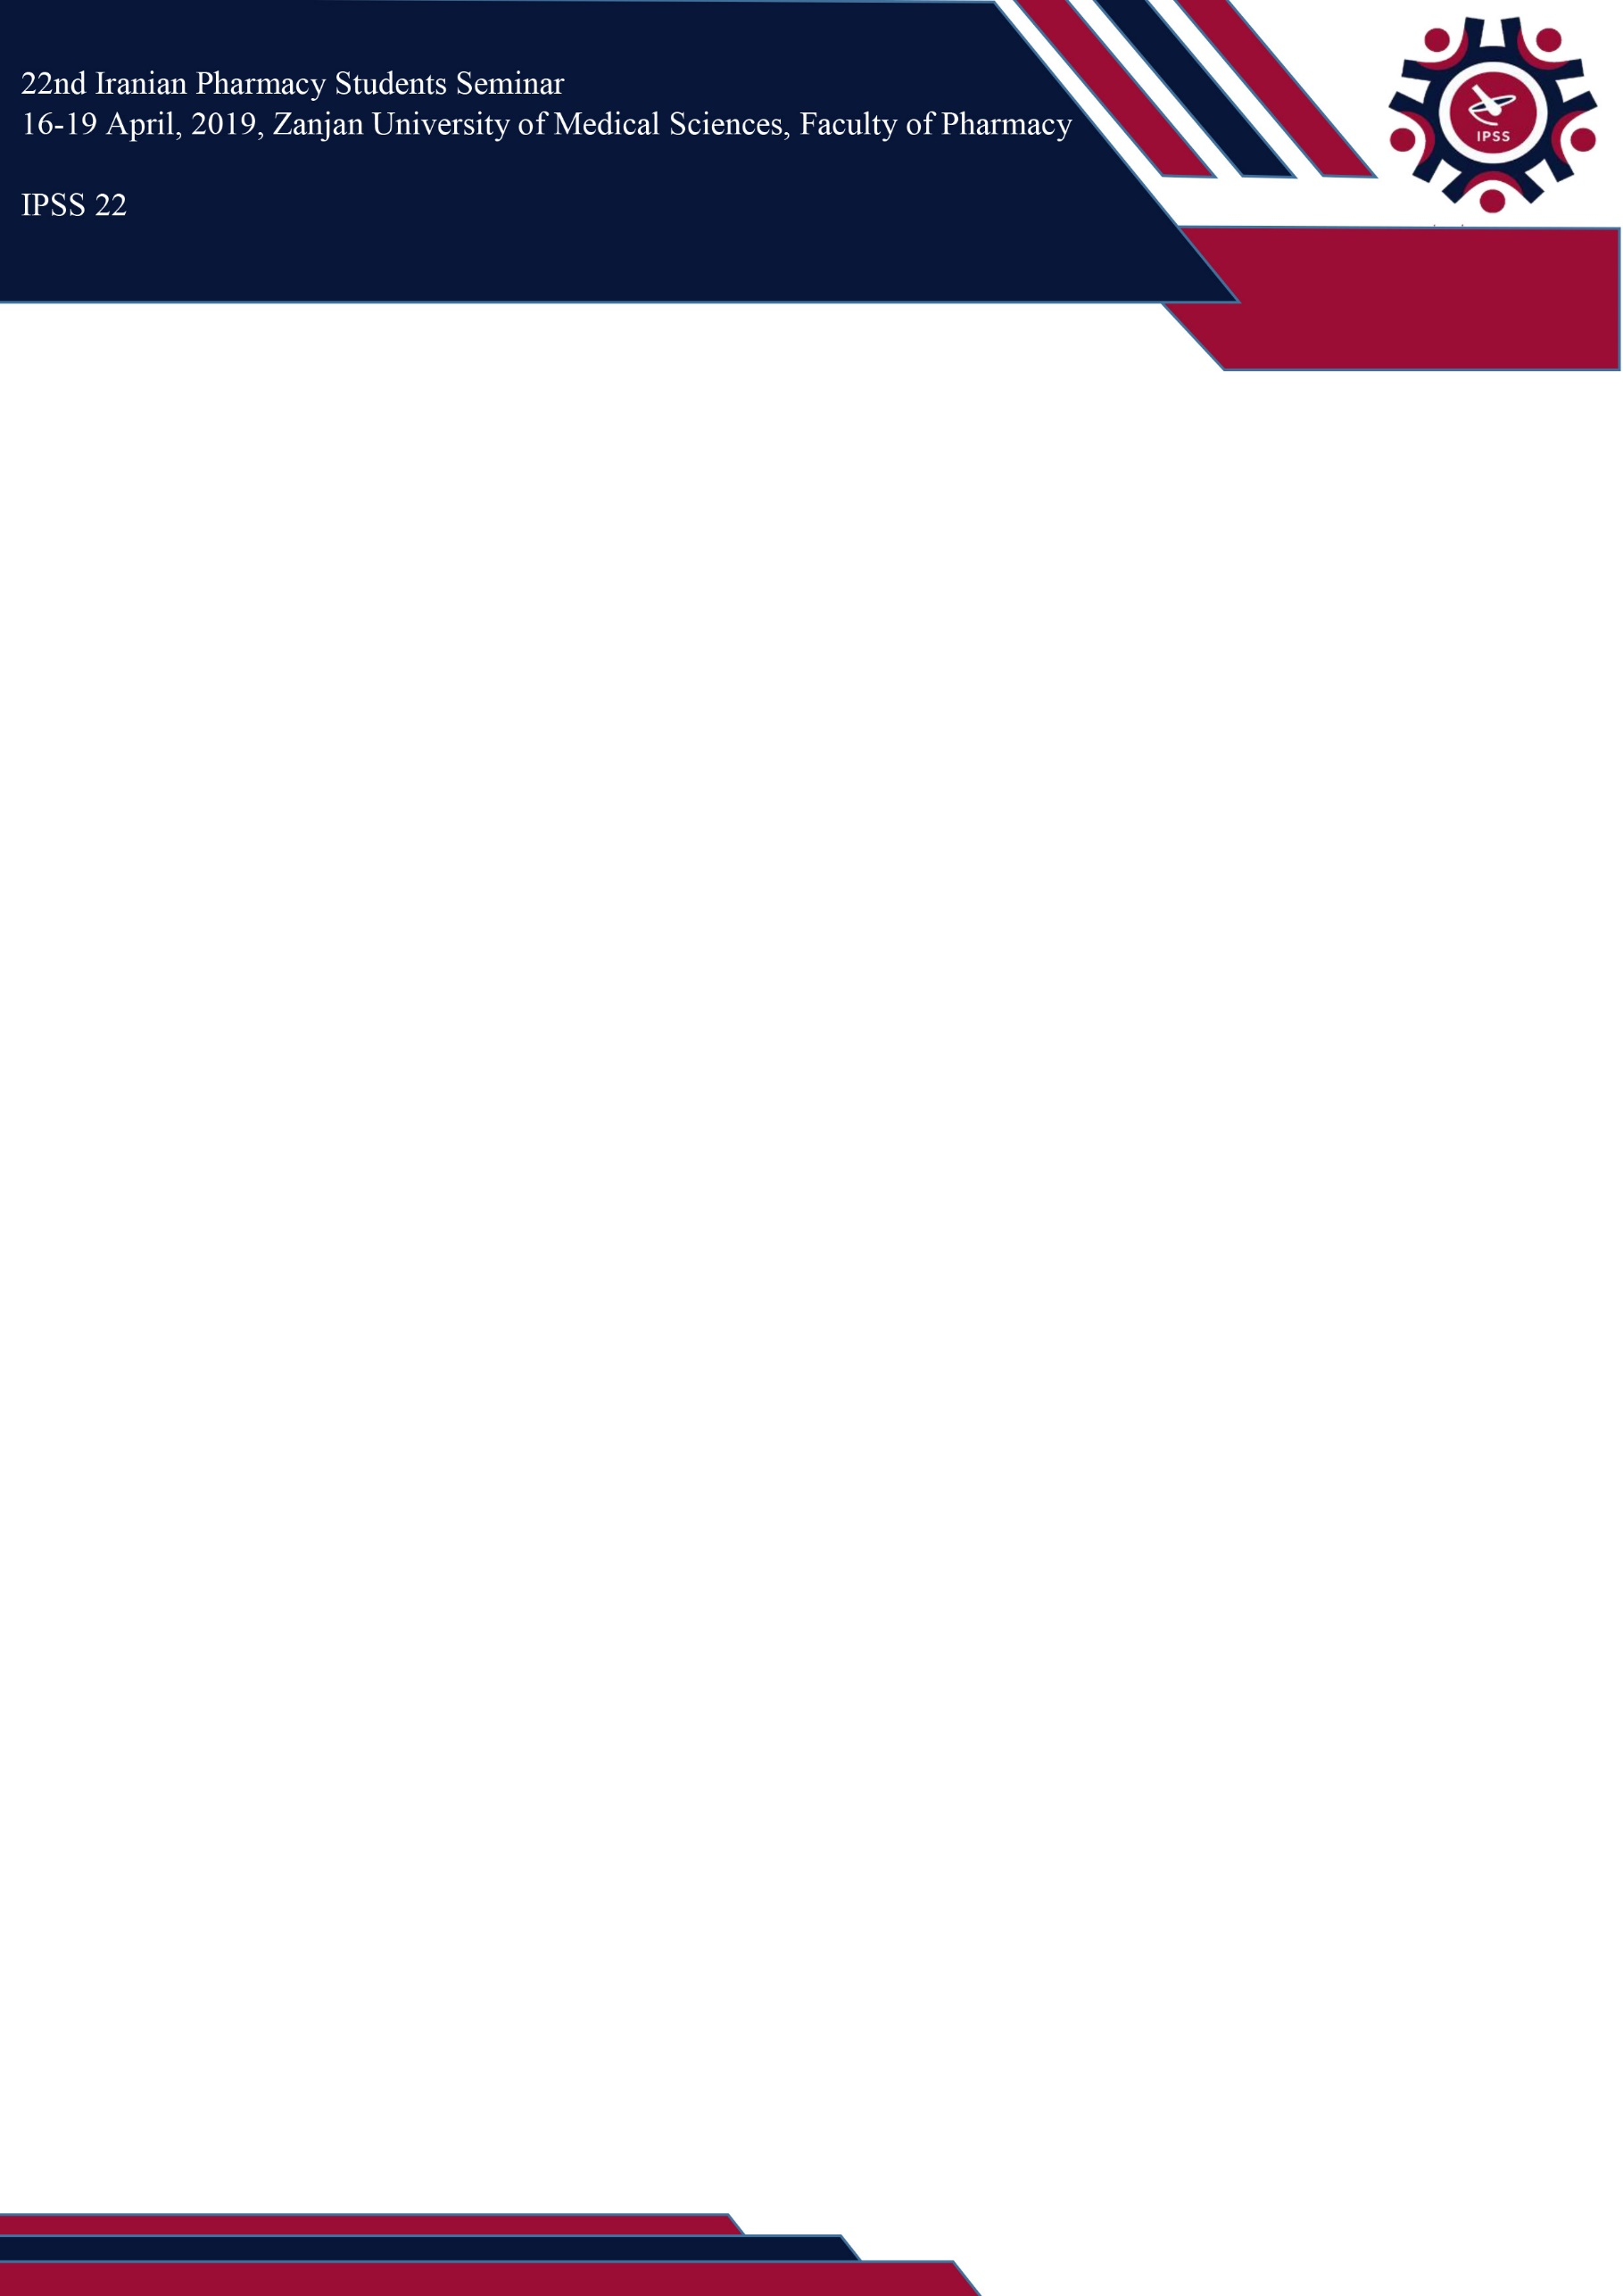 22nd Iranian Pharmacy Students Seminar
16-19 April, 2019, Zanjan University of Medical Sciences, Faculty of Pharmacy
IPSS 22
IPSS